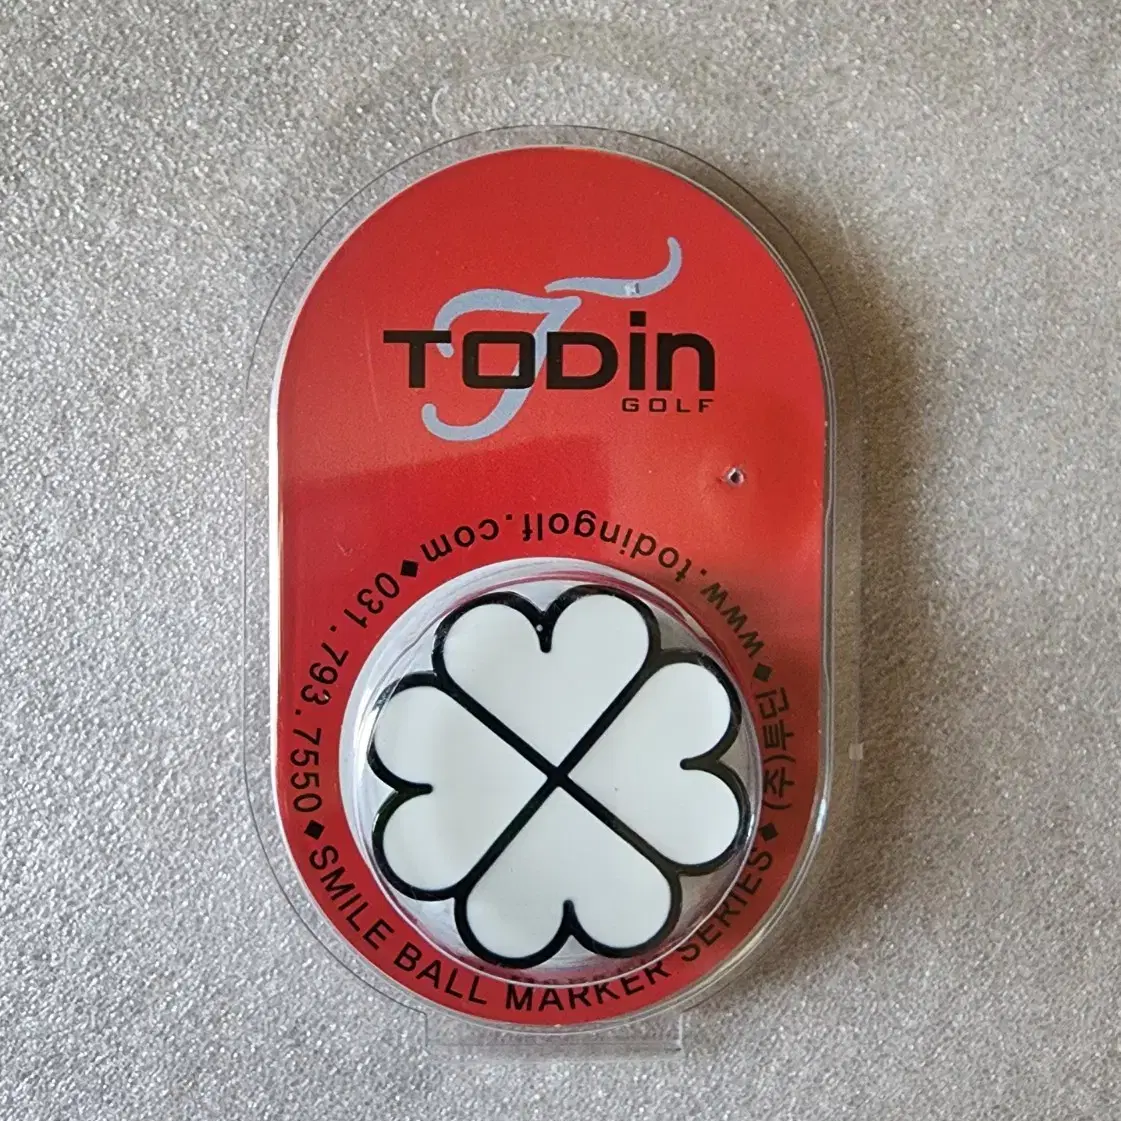 TODin
GOLF
(주)투딘◆www.todingolf.com◆031.793.7550◆SMILE BALL MARKER SERIES◆